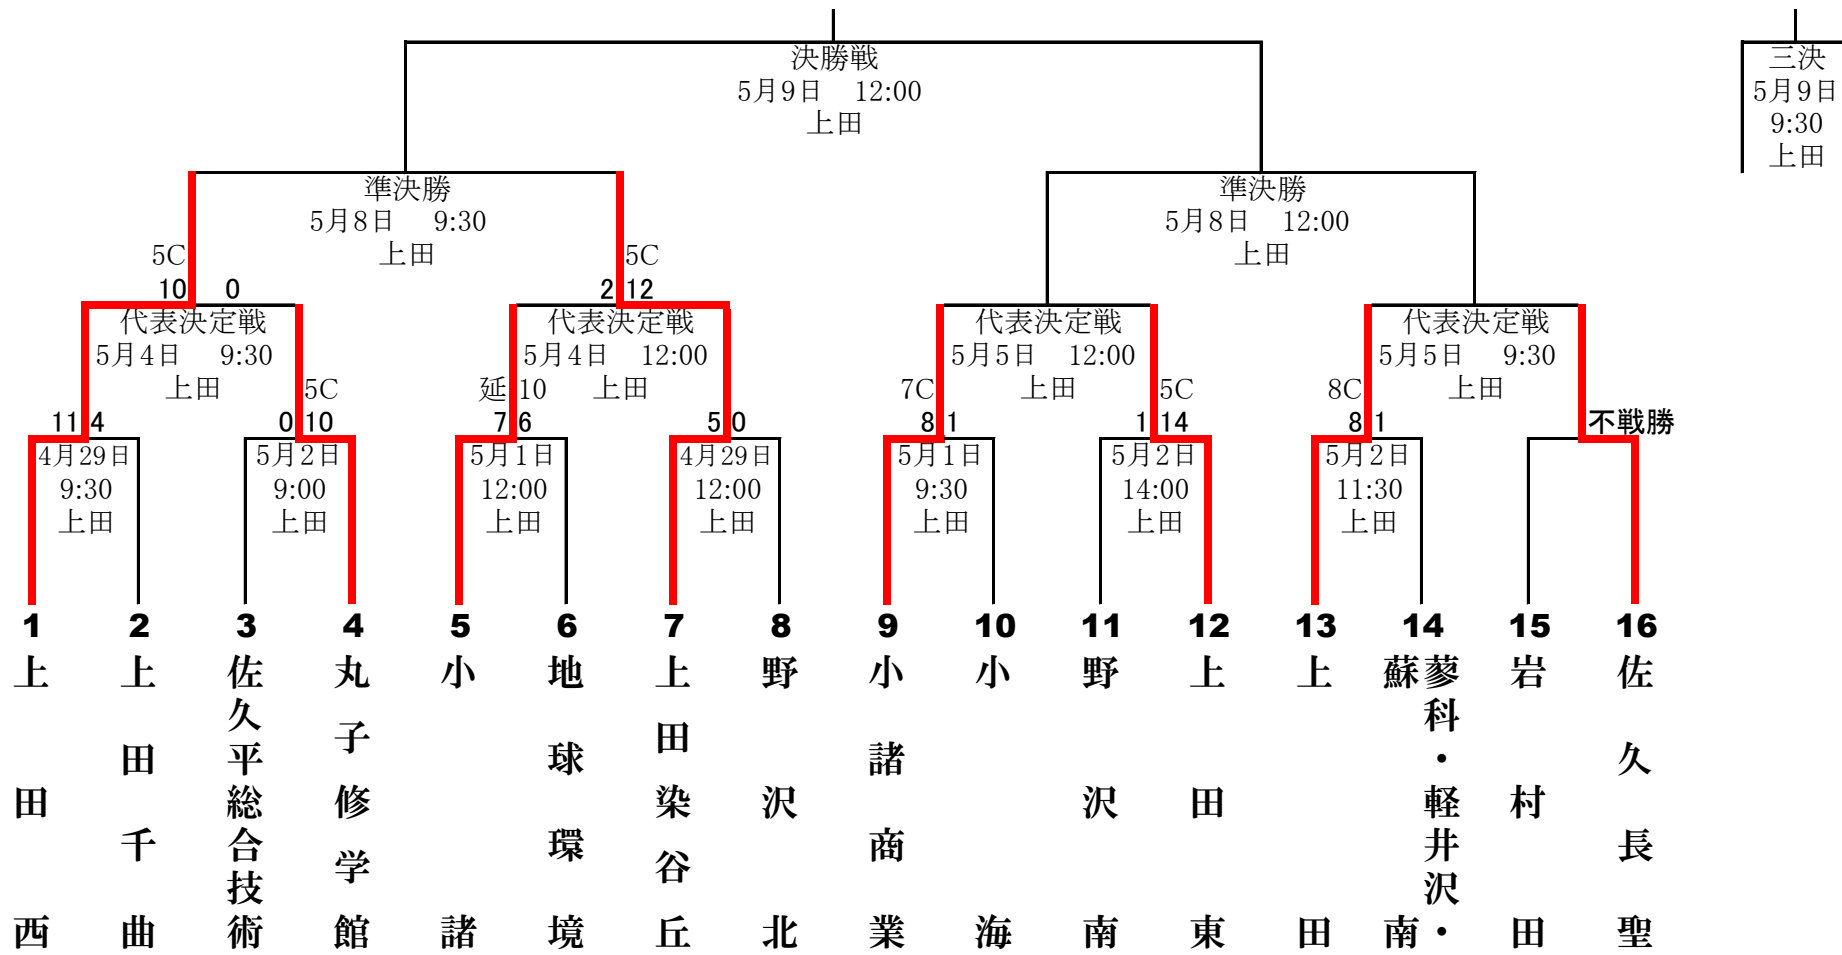 決勝戦
5月9日 12:00
上田
三決
5月9日
9:30
上田
準決勝
5月8日 9:30
上田
準決勝
5月8日 12:00
上田
5C
10 0
5C
2 12
代表決定戦
5月4日 9:30
上田
代表決定戦
5月4日 12:00
上田
代表決定戦
5月5日 12:00
上田
代表決定戦
5月5日 9:30
上田
11 4
5C
0 10
延 10
7 6
5 0
7C
8 1
5C
1 14
8C
8 1
不戦勝
4月29日
9:30
上田
5月2日
9:00
上田
5月1日
12:00
上田
4月29日
12:00
上田
5月1日
9:30
上田
5月2日
14:00
上田
5月2日
11:30
上田
1
上田西
2
上田千曲
3
佐久平総合技術
4
丸子修学館
5
小諸
6
地球環境
7
上田染谷丘
8
野沢北
9
小諸商業
10
小海
11
野沢南
12
上田東
13
上田
14
蓼科・軽井沢・
蘇南
15
岩村田
16
佐久長聖